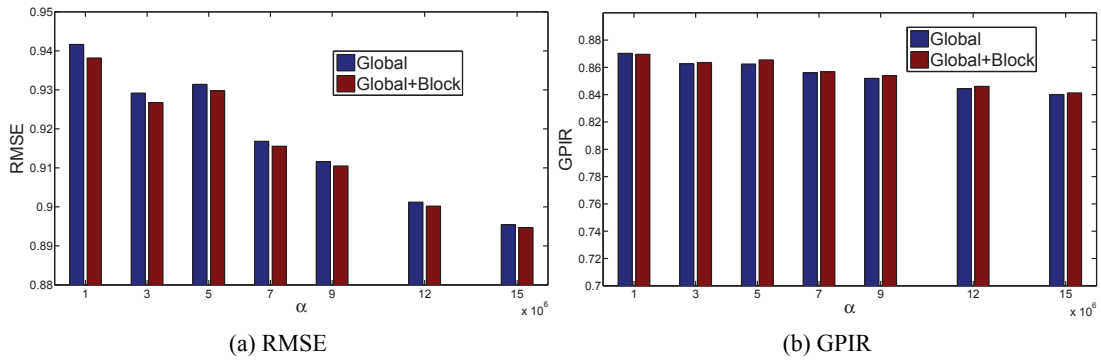 0.95
0.94
0.93
0.92
0.91
0.9
0.89
0.88
RMSE
Global
Global+Block
1 3 5 7 9 12 15
α
x 10^6
(a) RMSE
0.88
0.86
0.84
0.82
0.8
0.78
0.76
0.74
0.72
0.7
GPIR
Global
Global+Block
1 3 5 7 9 12 15
α
x 10^6
(b) GPIR